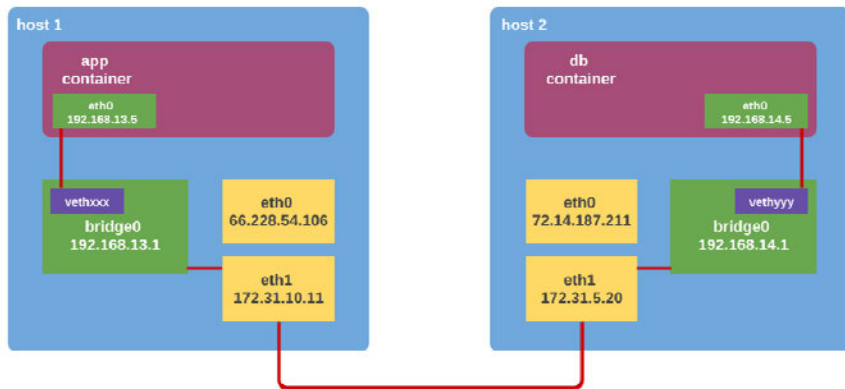 host 1
app
container
eth0
192.168.13.5
vethxxx
bridge0
192.168.13.1
eth0
66.228.54.106
eth1
172.31.10.11
host 2
db
container
eth0
192.168.14.5
eth0
72.14.187.211
vethyyy
bridge0
192.168.14.1
eth1
172.31.5.20